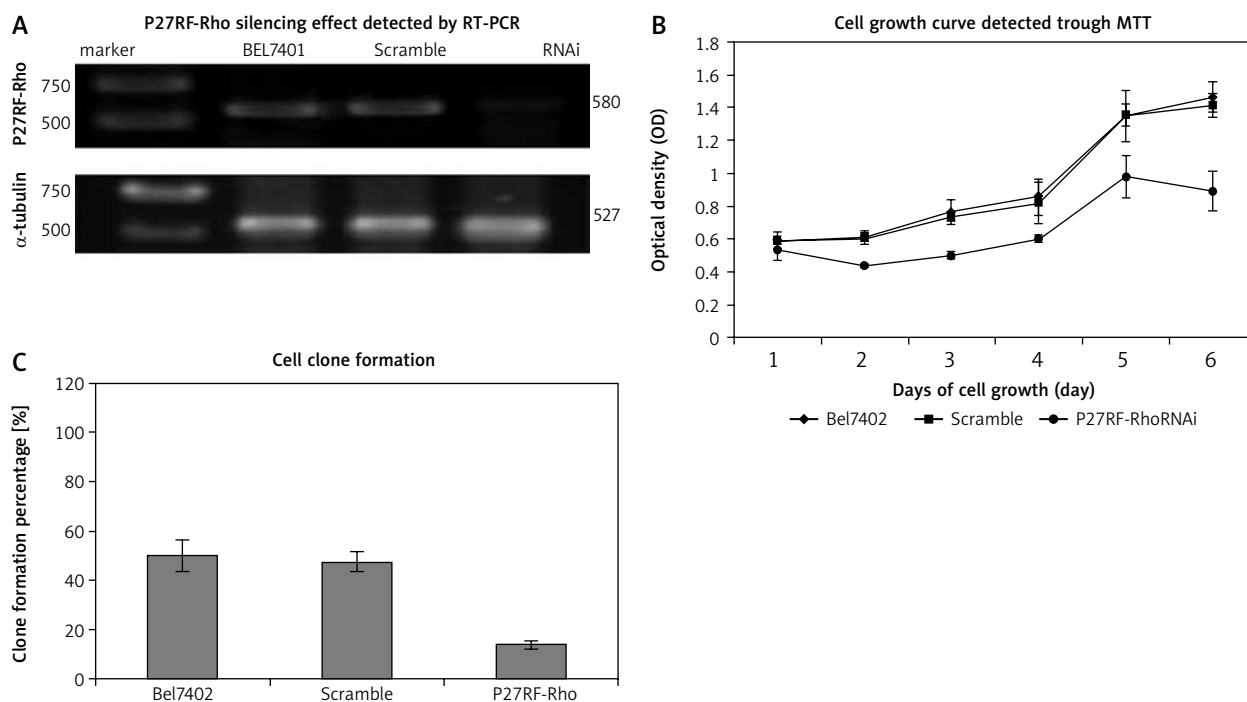 A
P27RF-Rho silencing effect detected by RT-PCR
marker BEL7401 Scramble RNAi
P27RF-Rho
750
500
580
α-tubulin
750
500
527
B
Cell growth curve detected trough MTT
Optical density (OD)
1.8
1.6
1.4
1.2
1
0.8
0.6
0.4
0.2
0
1 2 3 4 5 6
Days of cell growth (day)
Bel7402 Scramble P27RF-RhoRNAi
C
Cell clone formation
Clone formation percentage [%]
120
100
80
60
40
20
0
Bel7402 Scramble P27RF-Rho